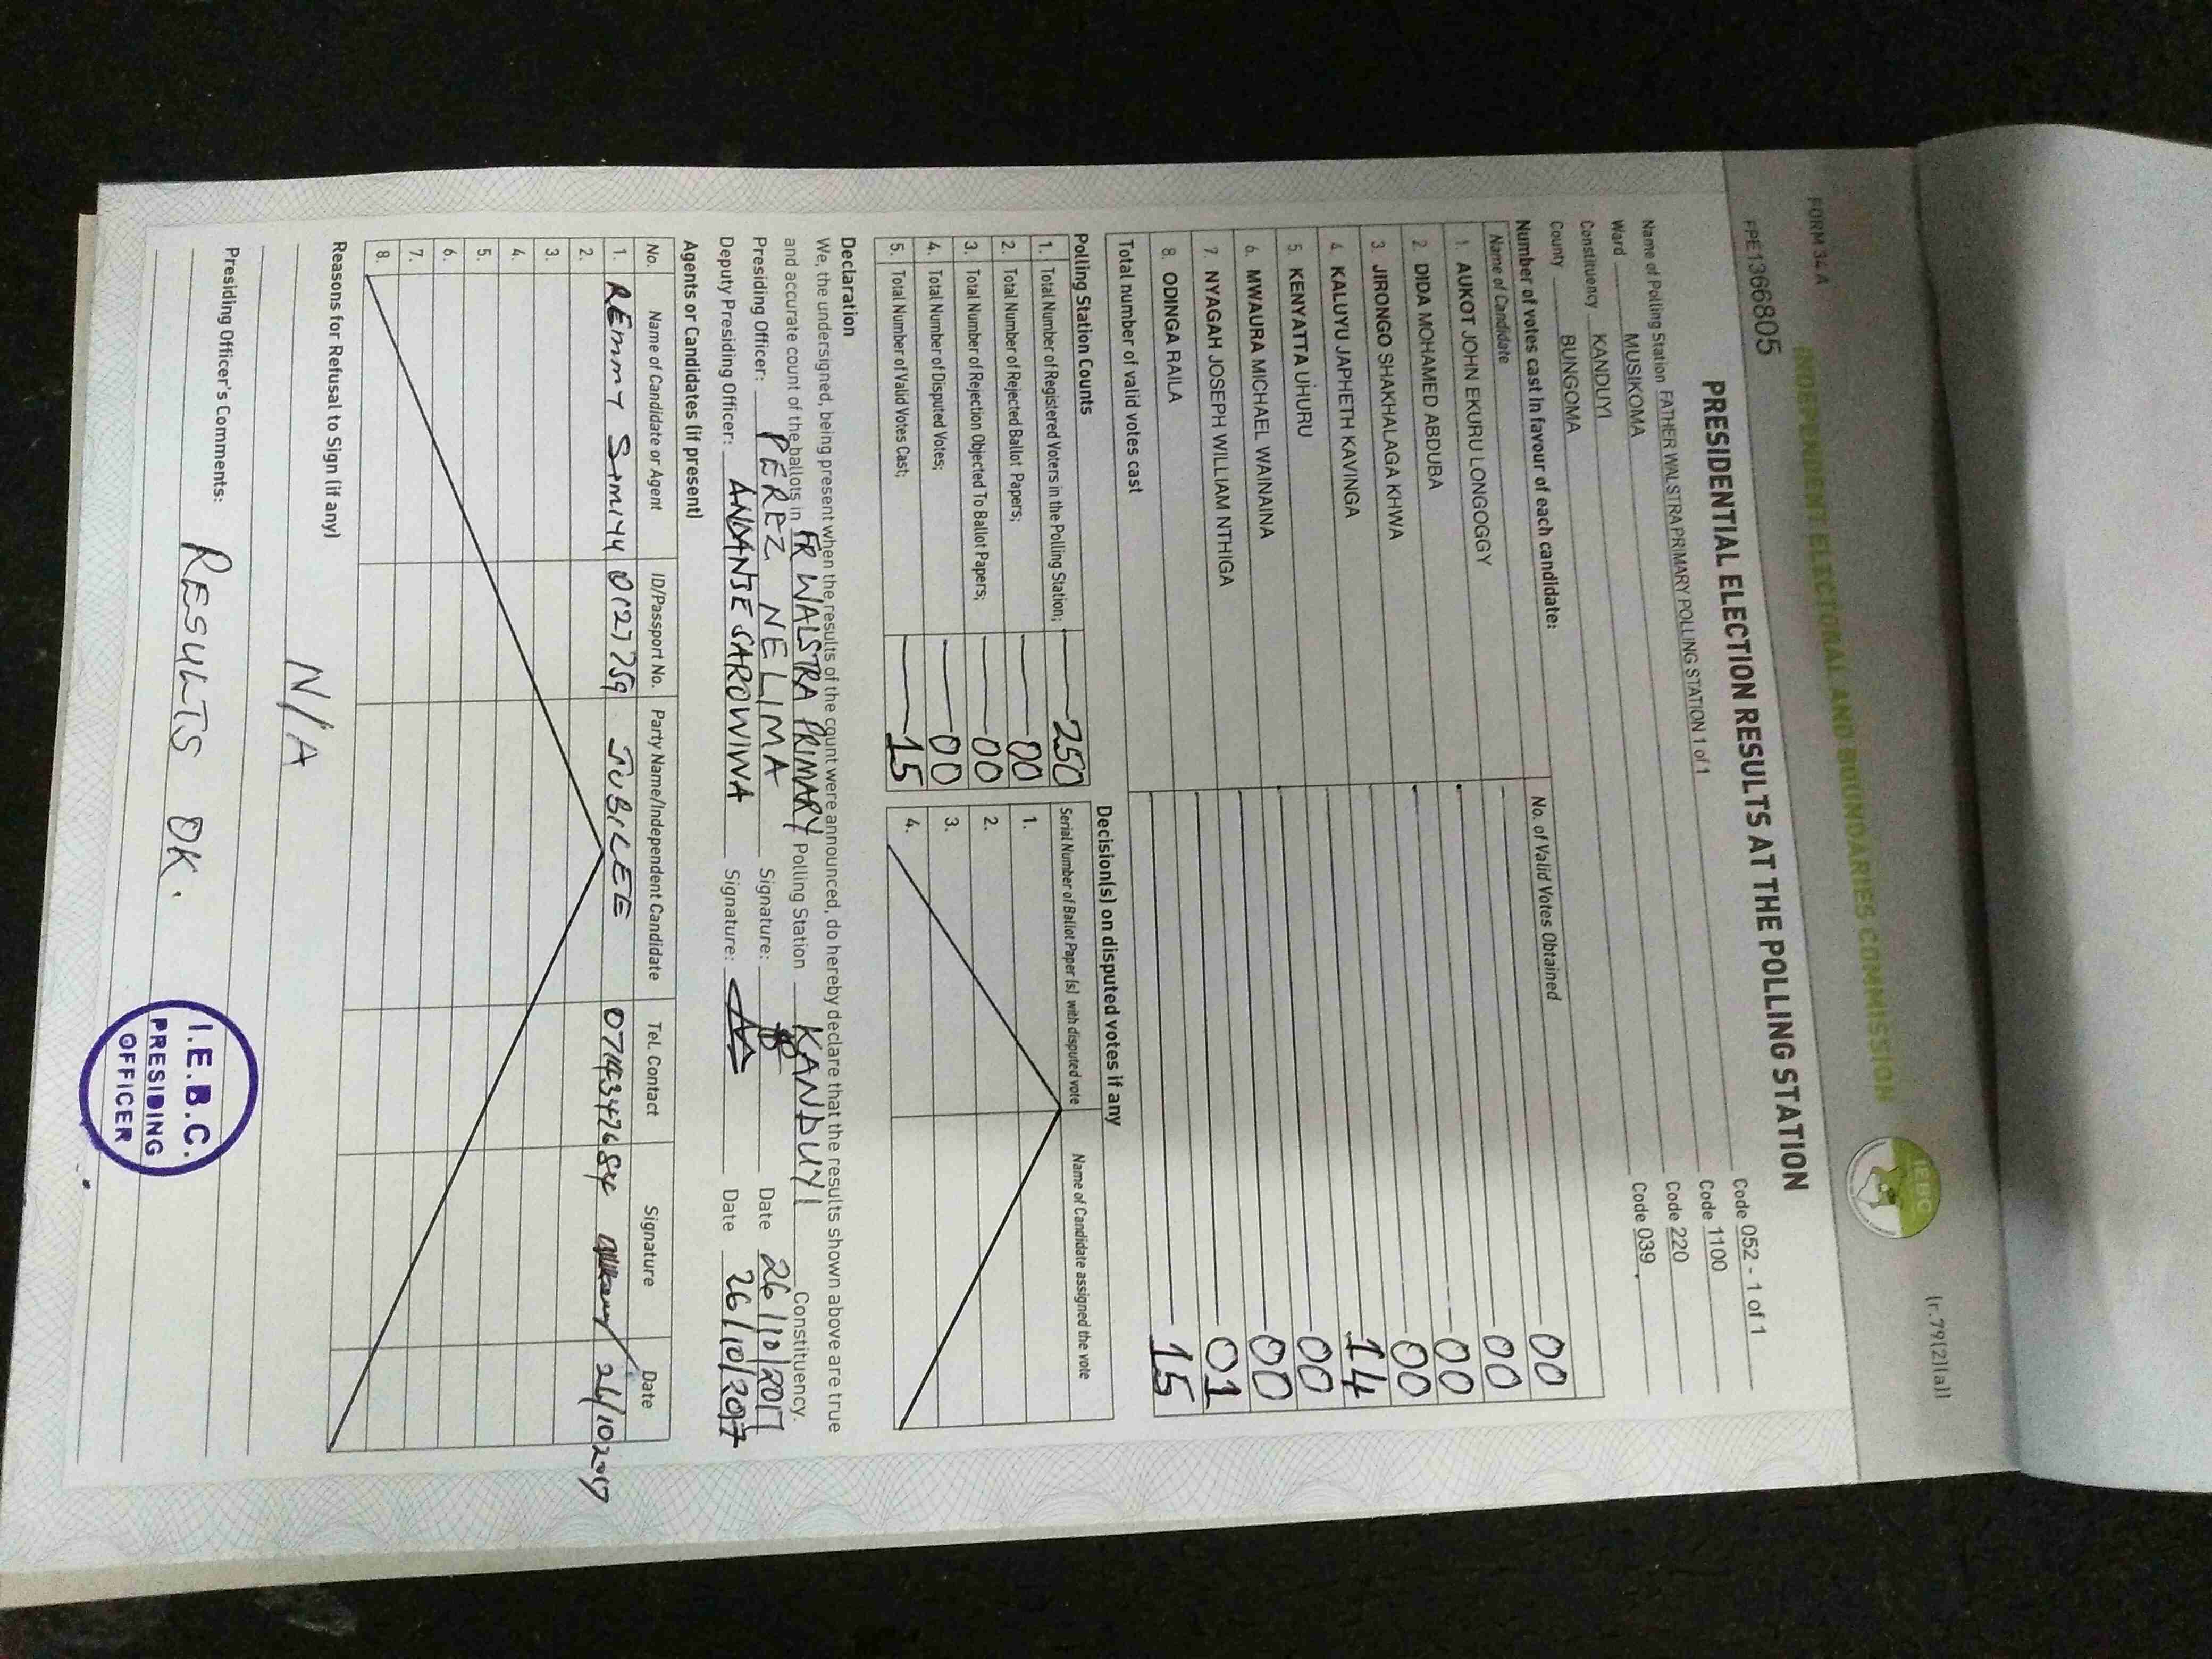 FORM 34 A
(r.79(2)(a))
INDEPENDENT ELECTORAL AND BOUNDARIES COMMISSION
IEBC
FPE1366805
PRESIDENTIAL ELECTION RESULTS AT THE POLLING STATION
Name of Polling Station FATHER WALSTRA PRIMARY POLLING STATION 1 of 1 Code 052 - 1 of 1
Ward MUSIKOMA Code 1100
Constituency KANDUYI Code 220
County BUNGOMA Code 039
Number of votes cast in favour of each candidate:
Name of Candidate No. of Valid Votes Obtained
1. AUKOT JOHN EKURU LONGOGGY 00
2. DIDA MOHAMED ABDUBA 00
3. JIRONGO SHAKHALAGA KHWA 00
4. KALUYU JAPHETH KAVINGA 00
5. KENYATTA UHURU 14
6. MWAURA MICHAEL WAINAINA 00
7. NYAGAH JOSEPH WILLIAM NTHIGA 00
8. ODINGA RAILA 01
Total number of valid votes cast 15
Polling Station Counts
1. Total Number of Registered Voters in the Polling Station; 250
2. Total Number of Rejected Ballot Papers; 00
3. Total Number of Rejection Objected To Ballot Papers; 00
4. Total Number of Disputed Votes; 00
5. Total Number of Valid Votes Cast; 15
Decision(s) on disputed votes if any
Serial Number of Ballot Paper (s) with disputed vote Name of Candidate assigned the vote
1.
2.
3.
4.
Declaration
We, the undersigned, being present when the results of the count were announced, do hereby declare that the results shown above are true
and accurate count of the ballots in FR WALSTRA PRIMARY Polling Station KANDUYI Constituency.
Presiding Officer: PEREZ NELIMA Signature: Date 26/10/2017
Deputy Presiding Officer: ANDANJE SAROWINA Signature: Date 26/10/2017
Agents or Candidates (if present)
No. Name of Candidate or Agent ID/Passport No. Party Name/Independent Candidate Tel. Contact Signature Date
1. JUBILEE 26/10/2017
2.
3.
4.
5.
6.
7.
8.
Reasons for Refusal to Sign (if any)
N/A
Presiding Officer's Comments: RESULTS OK.
I.E.B.C.
PRESIDING
OFFICER